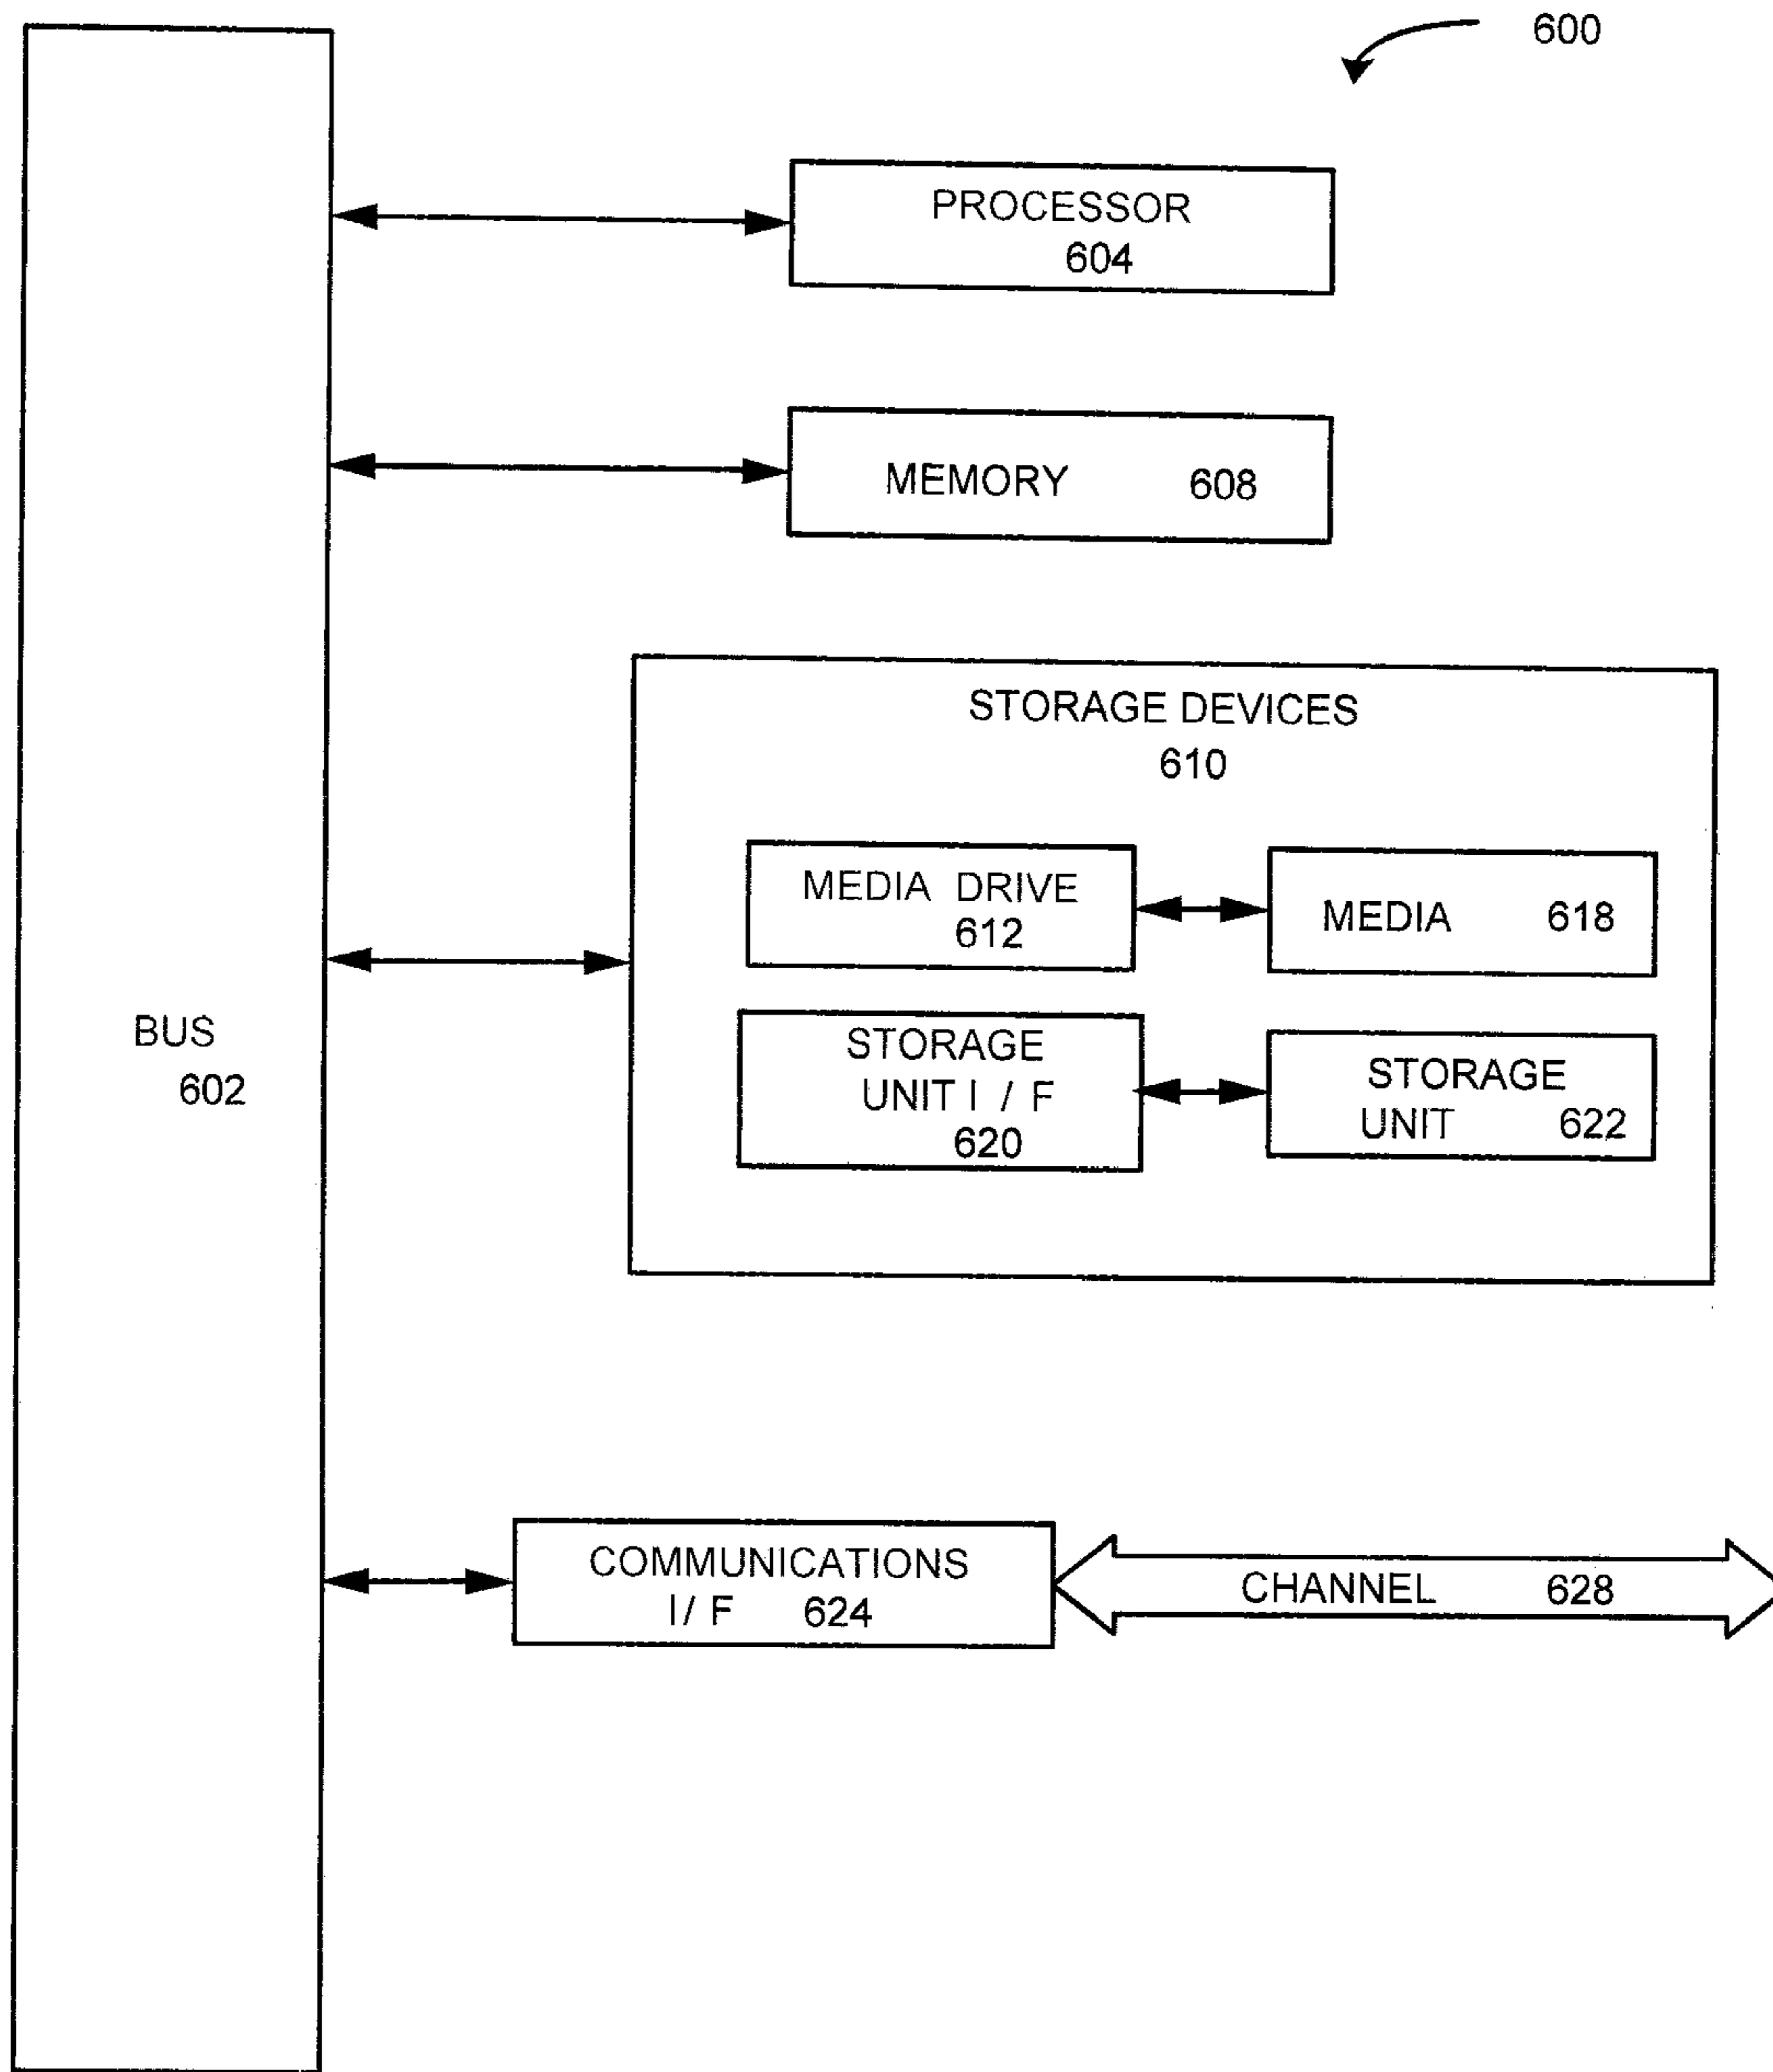 600
PROCESSOR
604
MEMORY 608
STORAGE DEVICES
610
MEDIA DRIVE
612
MEDIA 618
BUS
602
STORAGE
UNIT I / F
620
STORAGE
UNIT 622
COMMUNICATIONS
I/ F 624
CHANNEL 628